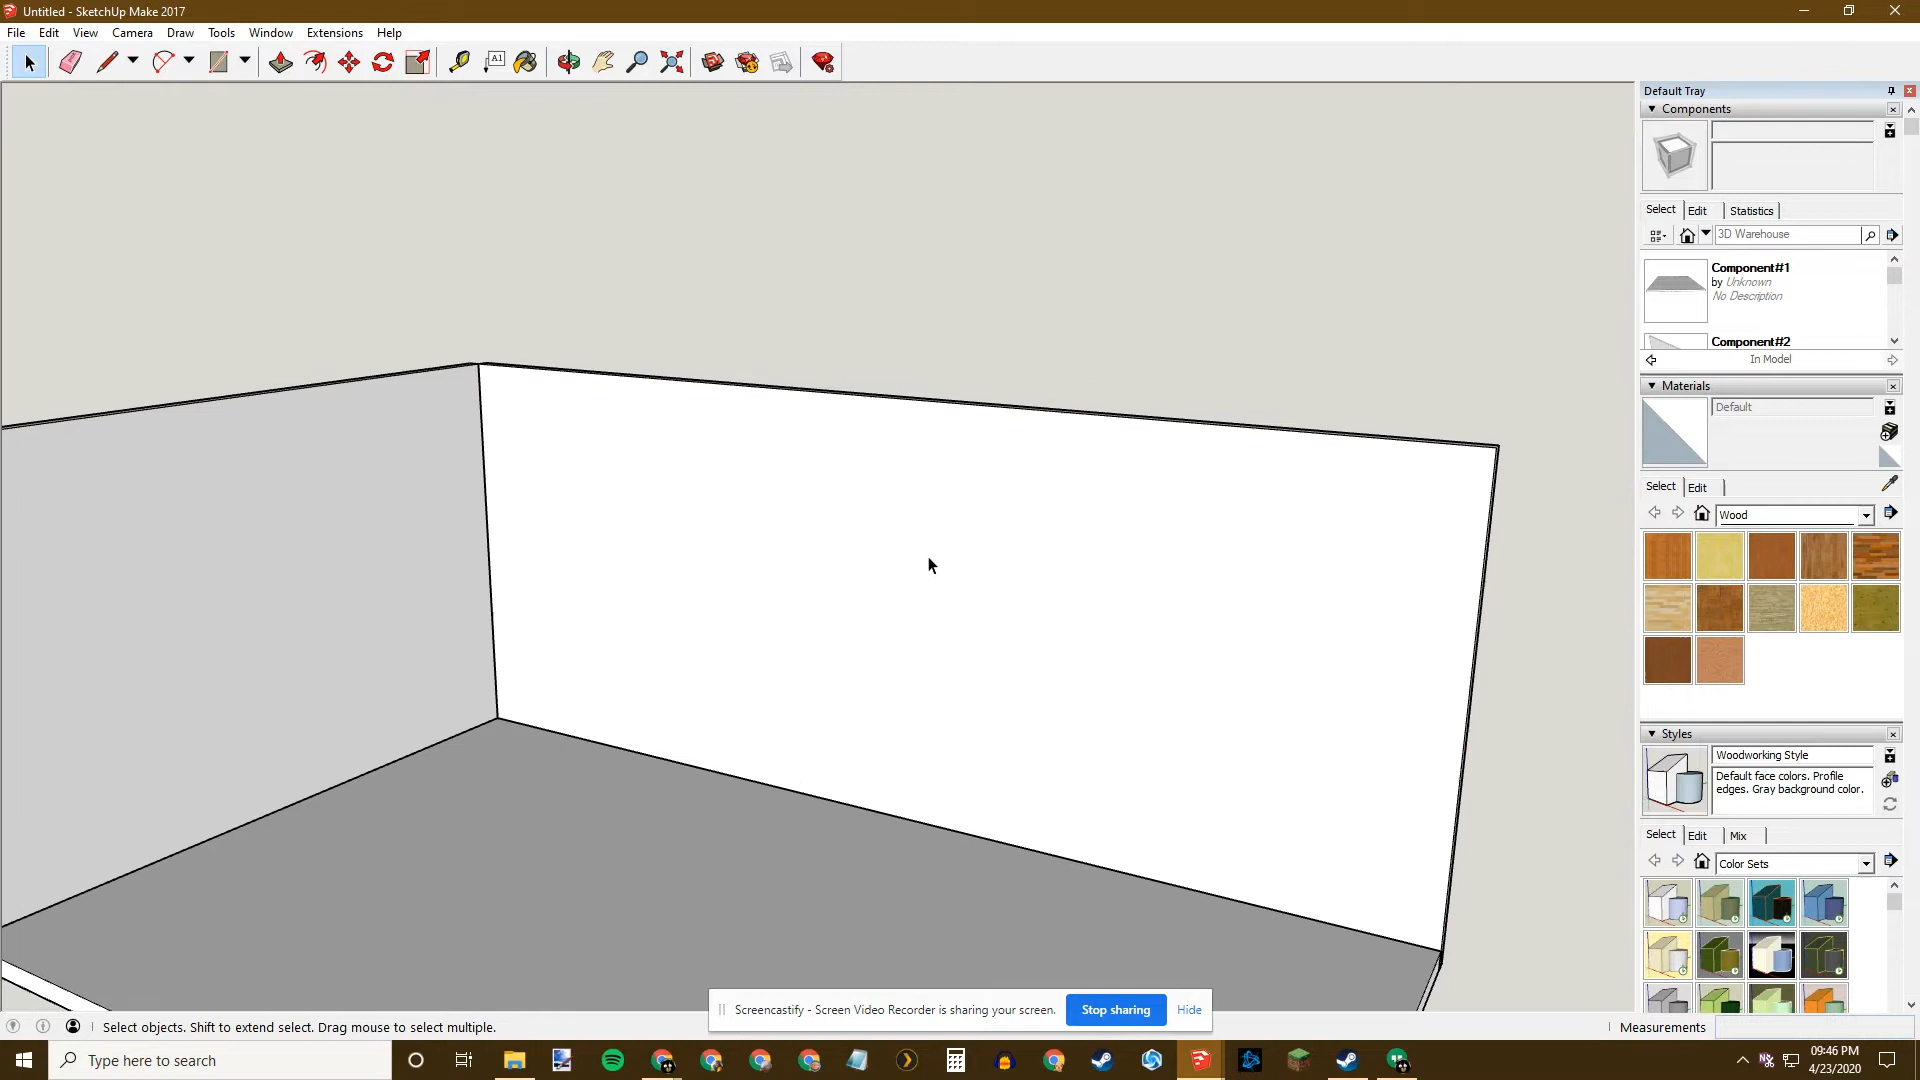 Untitled - SketchUp Make 2017
File Edit View Camera Draw Tools Window Extensions Help
A1
Default Tray
Components
Select Edit Statistics
3D Warehouse
Component#1
by Unknown
No Description
Component#2
In Model
Materials
Default
Select Edit
Wood
Styles
Woodworking Style
Default face colors. Profile
edges. Gray background color.
Select Edit Mix
Color Sets
Screencastify - Screen Video Recorder is sharing your screen. Stop sharing Hide
Select objects. Shift to extend select. Drag mouse to select multiple.
Measurements
Type here to search
09:46 PM
4/23/2020